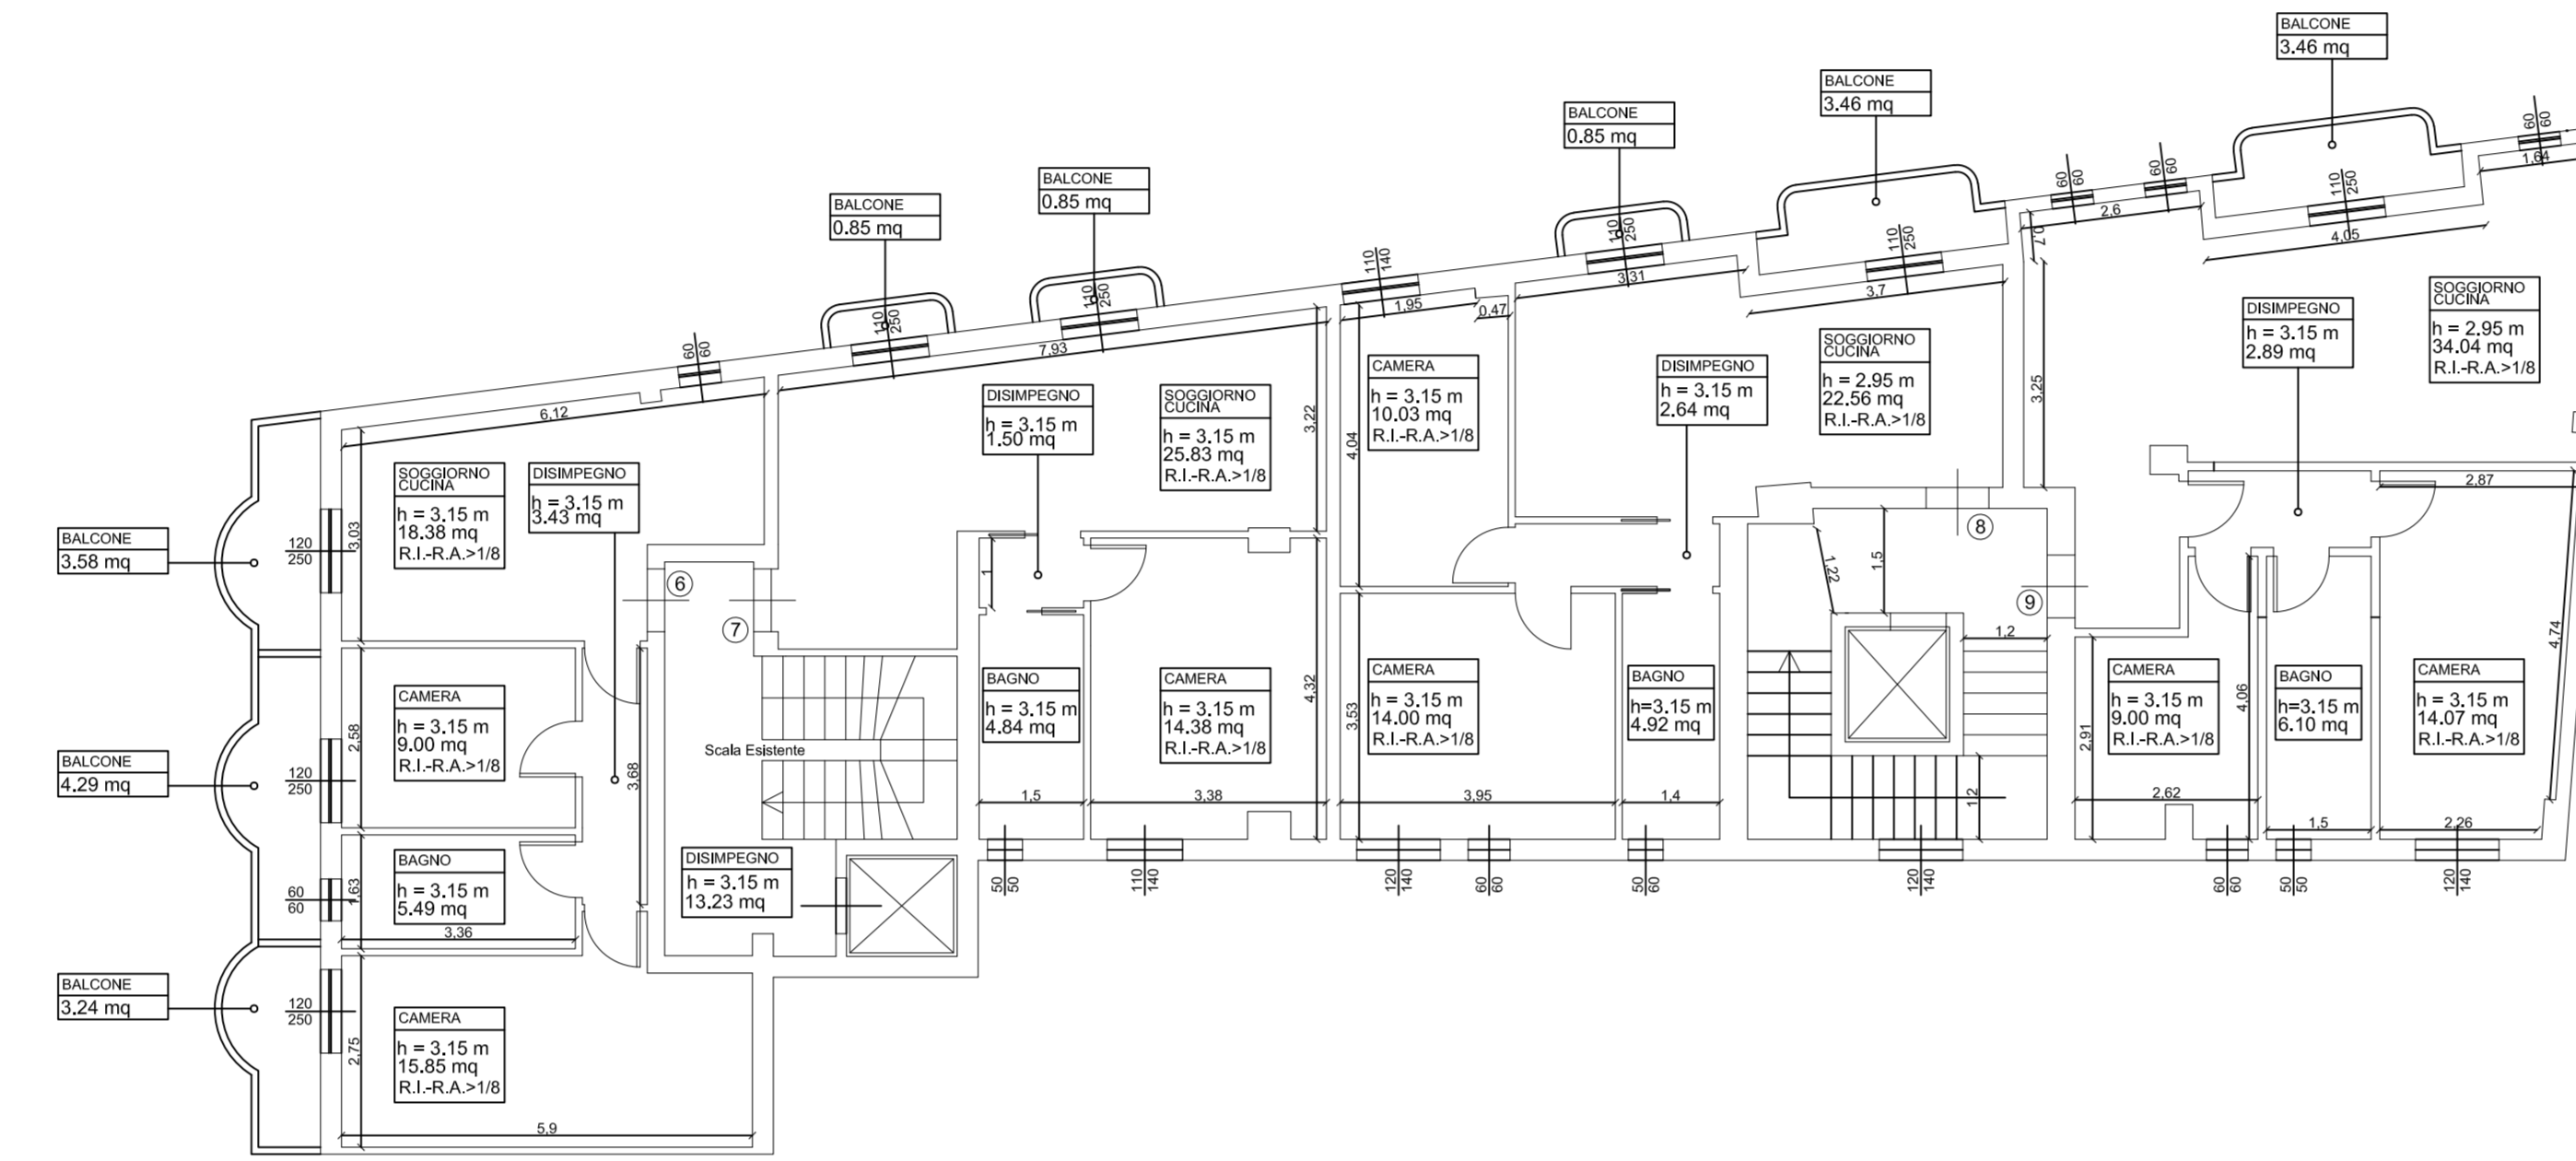 BALCONE
3.46 mq
BALCONE
3.46 mq
BALCONE
0.85 mq
BALCONE
0.85 mq
BALCONE
0.85 mq
60
60
1,64
60
60
60
60
2,6
0,7
110
250
4,05
110
250
3,7
110
250
3,31
110
140
1,95
0,47
110
250
110
250
7,93
60
60
6,12
SOGGIORNO
CUCINA
h = 3.15 m
18.38 mq
R.I.-R.A.>1/8
DISIMPEGNO
h = 3.15 m
3.43 mq
DISIMPEGNO
h = 3.15 m
1.50 mq
SOGGIORNO
CUCINA
h = 3.15 m
25.83 mq
R.I.-R.A.>1/8
3,22
CAMERA
h = 3.15 m
10.03 mq
R.I.-R.A.>1/8
4,04
DISIMPEGNO
h = 3.15 m
2.64 mq
SOGGIORNO
CUCINA
h = 2.95 m
22.56 mq
R.I.-R.A.>1/8
3,25
DISIMPEGNO
h = 3.15 m
2.89 mq
SOGGIORNO
CUCINA
h = 2.95 m
34.04 mq
R.I.-R.A.>1/8
2,87
BALCONE
3.58 mq
120
250
3,03
6
7
1
8
9
1,22
1,5
1,2
BALCONE
4.29 mq
120
250
2,58
CAMERA
h = 3.15 m
9.00 mq
R.I.-R.A.>1/8
3,68
Scala Esistente
BAGNO
h = 3.15 m
4.84 mq
CAMERA
h = 3.15 m
14.38 mq
R.I.-R.A.>1/8
4,32
CAMERA
h = 3.15 m
14.00 mq
R.I.-R.A.>1/8
3,53
BAGNO
h=3.15 m
4.92 mq
CAMERA
h = 3.15 m
9.00 mq
R.I.-R.A.>1/8
2,91
4,06
BAGNO
h=3.15 m
6.10 mq
CAMERA
h = 3.15 m
14.07 mq
R.I.-R.A.>1/8
4,74
1,5
3,38
3,95
1,4
1,2
2,62
1,5
2,26
60
60
1,63
BAGNO
h = 3.15 m
5.49 mq
3,36
DISIMPEGNO
h = 3.15 m
13.23 mq
50
50
110
140
120
140
60
60
50
60
120
140
60
60
50
50
120
140
BALCONE
3.24 mq
120
250
2,75
CAMERA
h = 3.15 m
15.85 mq
R.I.-R.A.>1/8
5,9